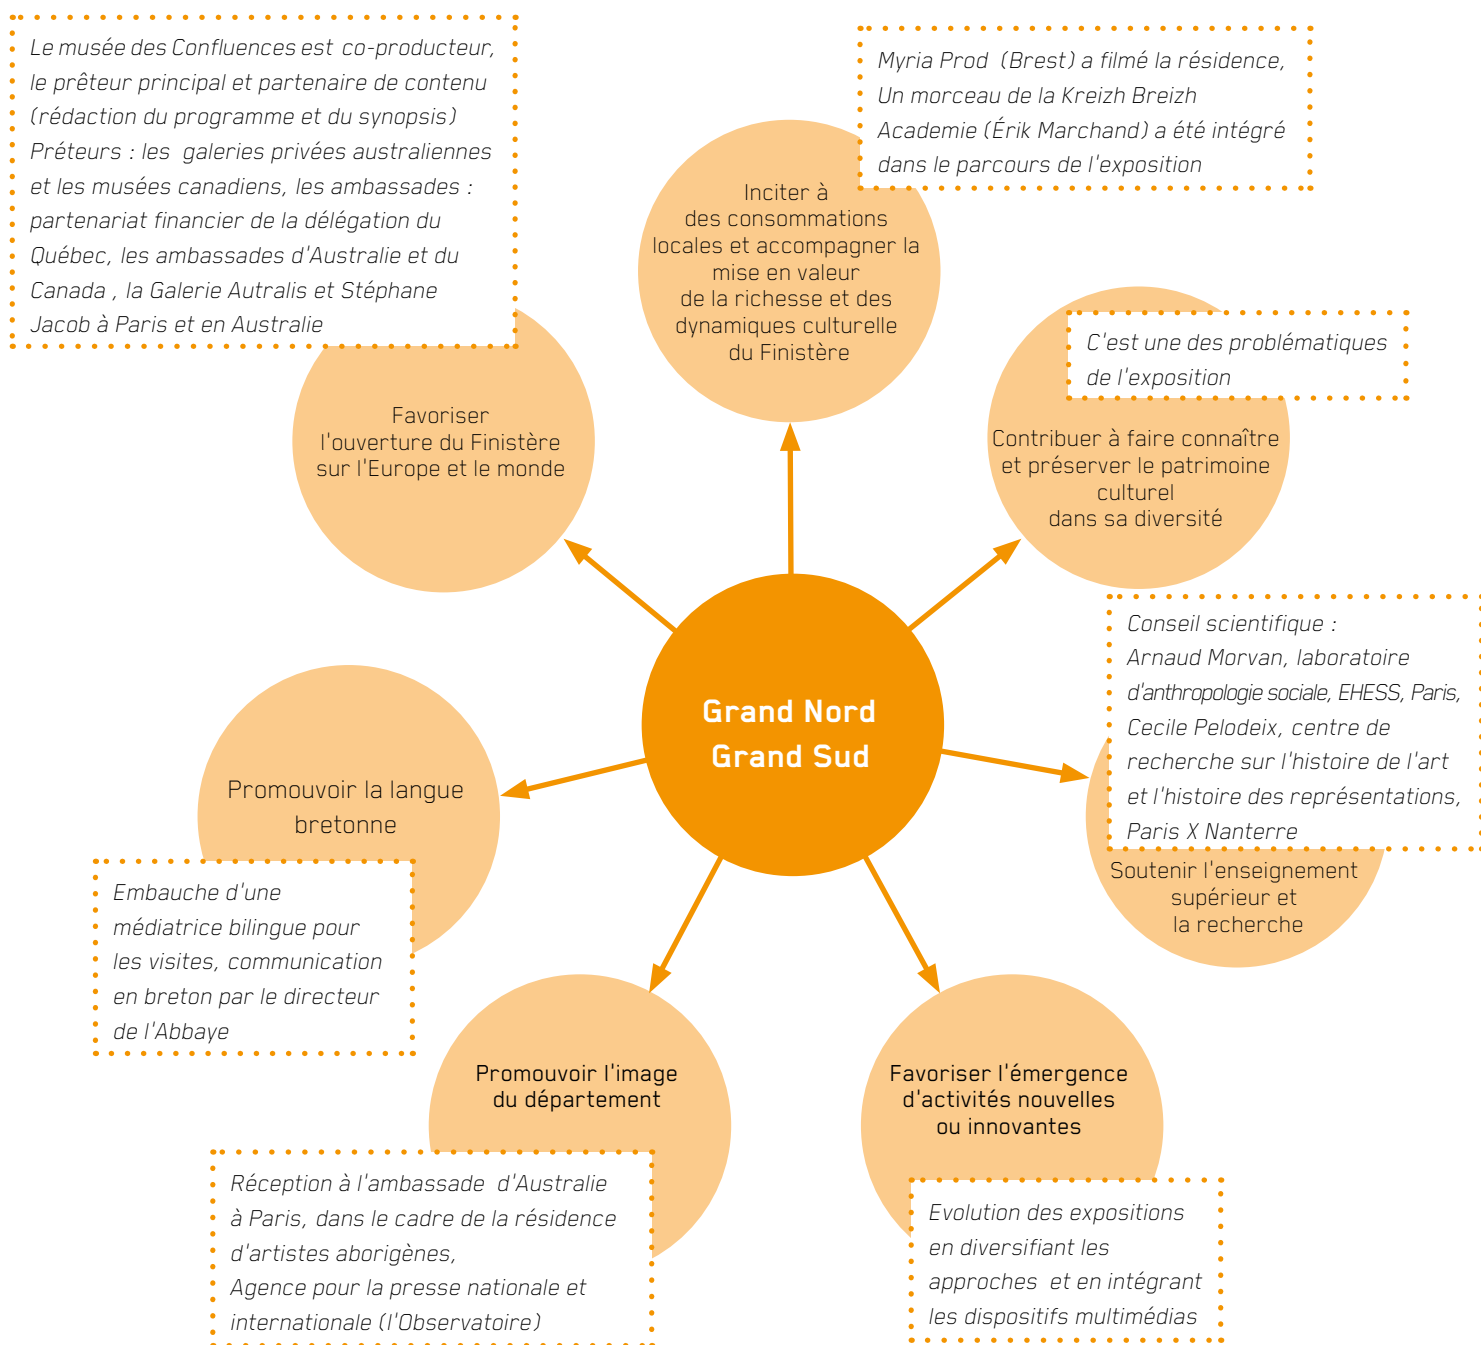 Le musée des Confluences est co-producteur,
le prêteur principal et partenaire de contenu
(rédaction du programme et du synopsis)
Préteurs : les galeries privées australiennes
et les musées canadiens, les ambassades :
partenariat financier de la délégation du
Québec, les ambassades d'Australie et du
Canada , la Galerie Autralis et Stéphane
Jacob à Paris et en Australie
Favoriser
l'ouverture du Finistère
sur l'Europe et le monde
Myria Prod (Brest) a filmé la résidence,
Un morceau de la Kreizh Breizh
Academie (Érik Marchand) a été intégré
dans le parcours de l'exposition
Inciter à
des consommations
locales et accompagner la
mise en valeur
de la richesse et des
dynamiques culturelle
du Finistère
C'est une des problématiques
de l'exposition
Contribuer à faire connaître
et préserver le patrimoine
culturel
dans sa diversité
Conseil scientifique :
Arnaud Morvan, laboratoire
d'anthropologie sociale, EHESS, Paris,
Cecile Pelodeix, centre de
recherche sur l'histoire de l'art
et l'histoire des représentations,
Paris X Nanterre
Soutenir l'enseignement
supérieur et
la recherche
Grand Nord
Grand Sud
Promouvoir la langue
bretonne
Embauche d'une
médiatrice bilingue pour
les visites, communication
en breton par le directeur
de l'Abbaye
Promouvoir l'image
du département
Réception à l'ambassade d'Australie
à Paris, dans le cadre de la résidence
d'artistes aborigènes,
Agence pour la presse nationale et
internationale (l'Observatoire)
Favoriser l'émergence
d'activités nouvelles
ou innovantes
Evolution des expositions
en diversifiant les
approches et en intégrant
les dispositifs multimédias